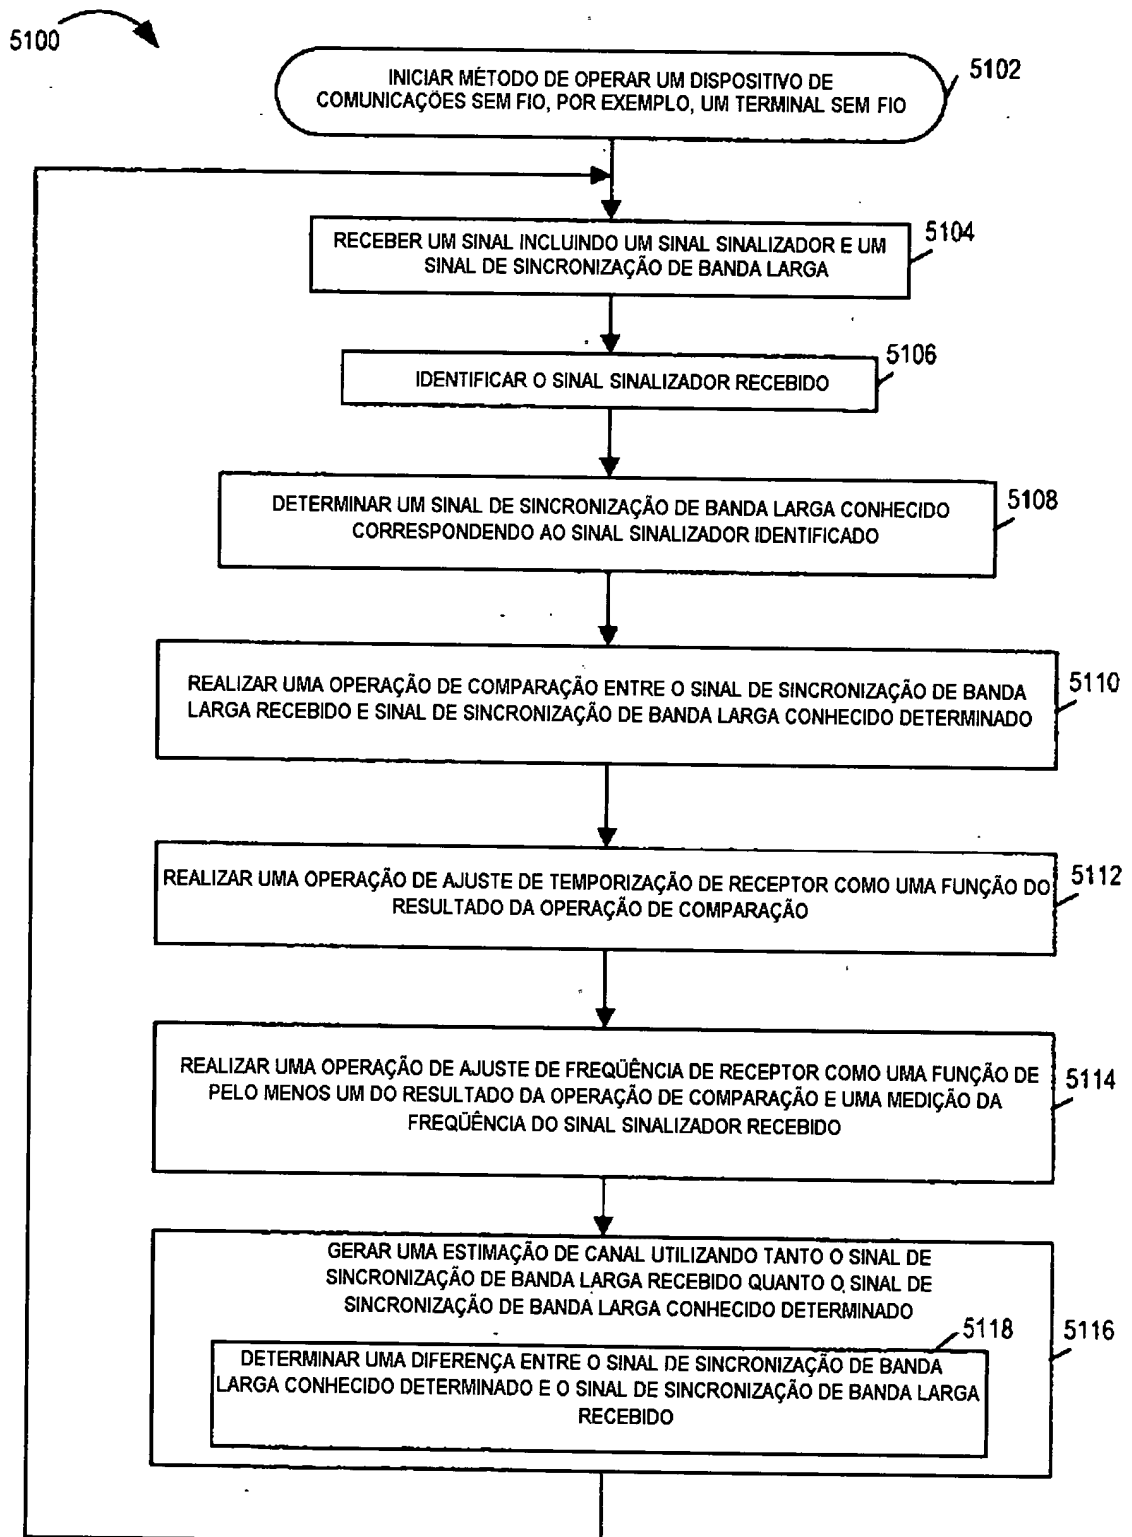 5100
INICIAR MÉTODO DE OPERAR UM DISPOSITIVO DE
COMUNICAÇÕES SEM FIO, POR EXEMPLO, UM TERMINAL SEM FIO
5102
RECEBER UM SINAL INCLUINDO UM SINAL SINALIZADOR E UM
SINAL DE SINCRONIZAÇÃO DE BANDA LARGA
5104
IDENTIFICAR O SINAL SINALIZADOR RECEBIDO
5106
DETERMINAR UM SINAL DE SINCRONIZAÇÃO DE BANDA LARGA CONHECIDO
CORRESPONDENDO AO SINAL SINALIZADOR IDENTIFICADO
5108
REALIZAR UMA OPERAÇÃO DE COMPARAÇÃO ENTRE O SINAL DE SINCRONIZAÇÃO DE BANDA
LARGA RECEBIDO E SINAL DE SINCRONIZAÇÃO DE BANDA LARGA CONHECIDO DETERMINADO
5110
REALIZAR UMA OPERAÇÃO DE AJUSTE DE TEMPORIZAÇÃO DE RECEPTOR COMO UMA FUNÇÃO DO
RESULTADO DA OPERAÇÃO DE COMPARAÇÃO
5112
REALIZAR UMA OPERAÇÃO DE AJUSTE DE FREQÜÊNCIA DE RECEPTOR COMO UMA FUNÇÃO DE
PELO MENOS UM DO RESULTADO DA OPERAÇÃO DE COMPARAÇÃO E UMA MEDIÇÃO DA
FREQÜÊNCIA DO SINAL SINALIZADOR RECEBIDO
5114
GERAR UMA ESTIMAÇÃO DE CANAL UTILIZANDO TANTO O SINAL DE
SINCRONIZAÇÃO DE BANDA LARGA RECEBIDO QUANTO O SINAL DE
SINCRONIZAÇÃO DE BANDA LARGA CONHECIDO DETERMINADO
5116
5118
DETERMINAR UMA DIFERENÇA ENTRE O SINAL DE SINCRONIZAÇÃO DE BANDA
LARGA CONHECIDO DETERMINADO E O SINAL DE SINCRONIZAÇÃO DE BANDA LARGA
RECEBIDO